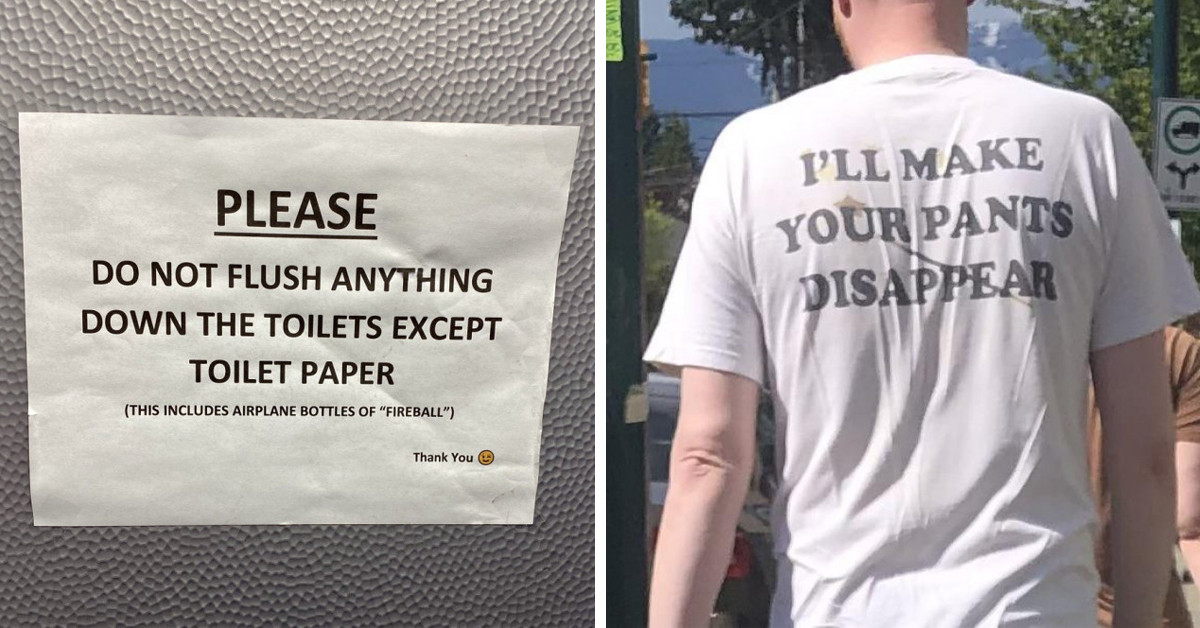 PLEASE
DO NOT FLUSH ANYTHING
DOWN THE TOILETS EXCEPT
TOILET PAPER
(THIS INCLUDES AIRPLANE BOTTLES OF “FIREBALL”)
Thank You 😉
I'LL MAKE
YOUR PANTS
DISAPPEAR